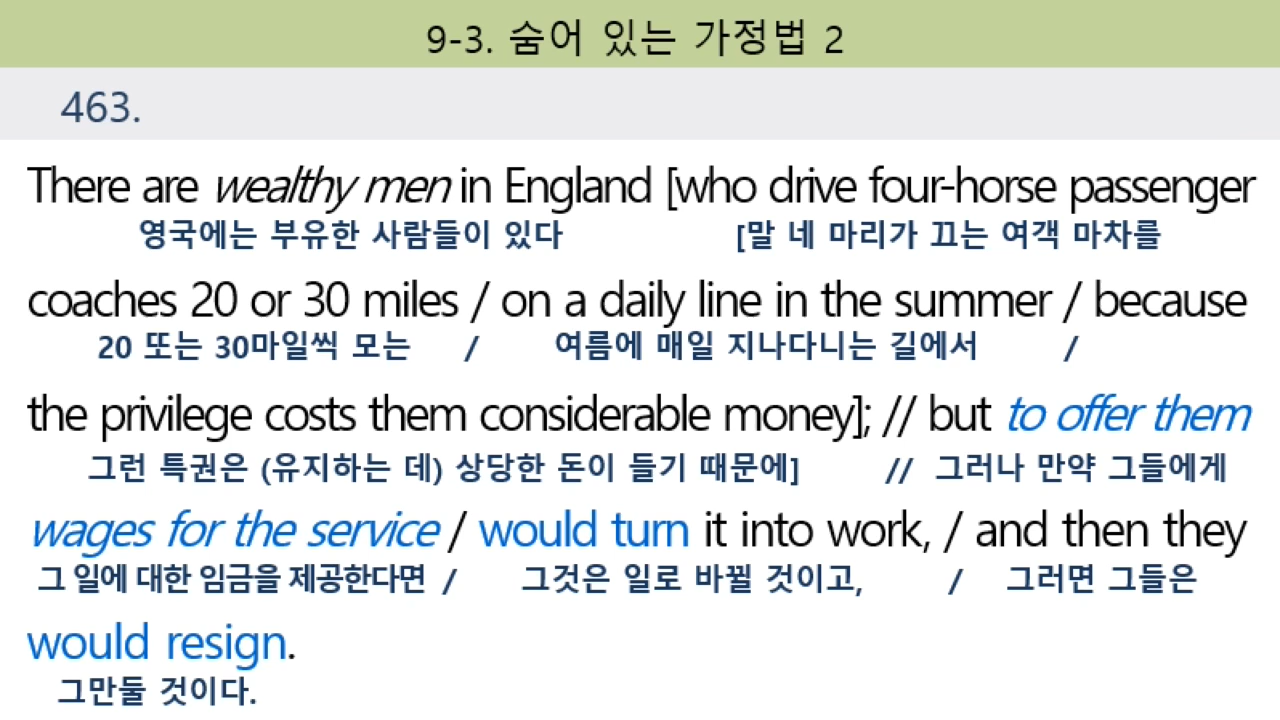 9-3. 숨어 있는 가정법 2
463.
There are wealthy men in England [who drive four-horse passenger
영국에는 부유한 사람들이 있다 [말 네 마리가 끄는 여객 마차를
coaches 20 or 30 miles / on a daily line in the summer / because
20 또는 30마일씩 모는 / 여름에 매일 지나다니는 길에서 /
the privilege costs them considerable money]; // but to offer them
그런 특권은 (유지하는 데) 상당한 돈이 들기 때문에] // 그러나 만약 그들에게
wages for the service / would turn it into work, / and then they
그 일에 대한 임금을 제공한다면 / 그것은 일로 바뀔 것이고, / 그러면 그들은
would resign.
그만둘 것이다.